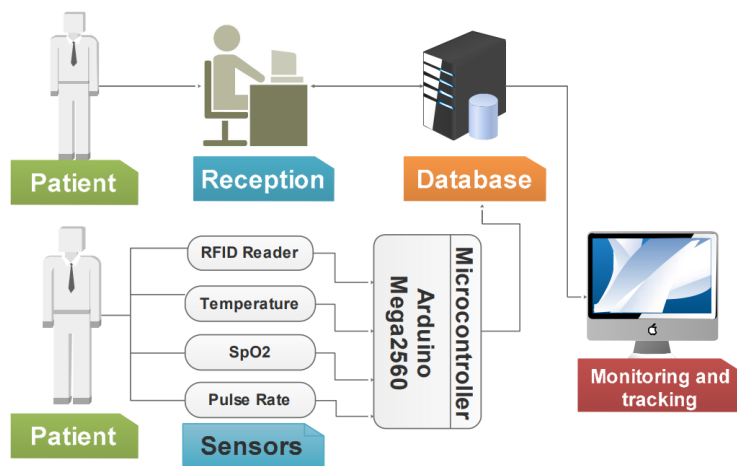 Patient
Reception
Database
RFID Reader
Temperature
SpO2
Pulse Rate
Arduino
Mega2560
Microcontroller
Monitoring and
tracking
Patient
Sensors